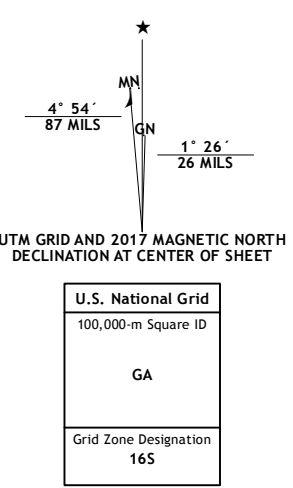 ★
MN
4° 54´
87 MILS
GN
1° 26´
26 MILS
UTM GRID AND 2017 MAGNETIC NORTH
DECLINATION AT CENTER OF SHEET
U.S. National Grid
100,000-m Square ID
GA
Grid Zone Designation
16S